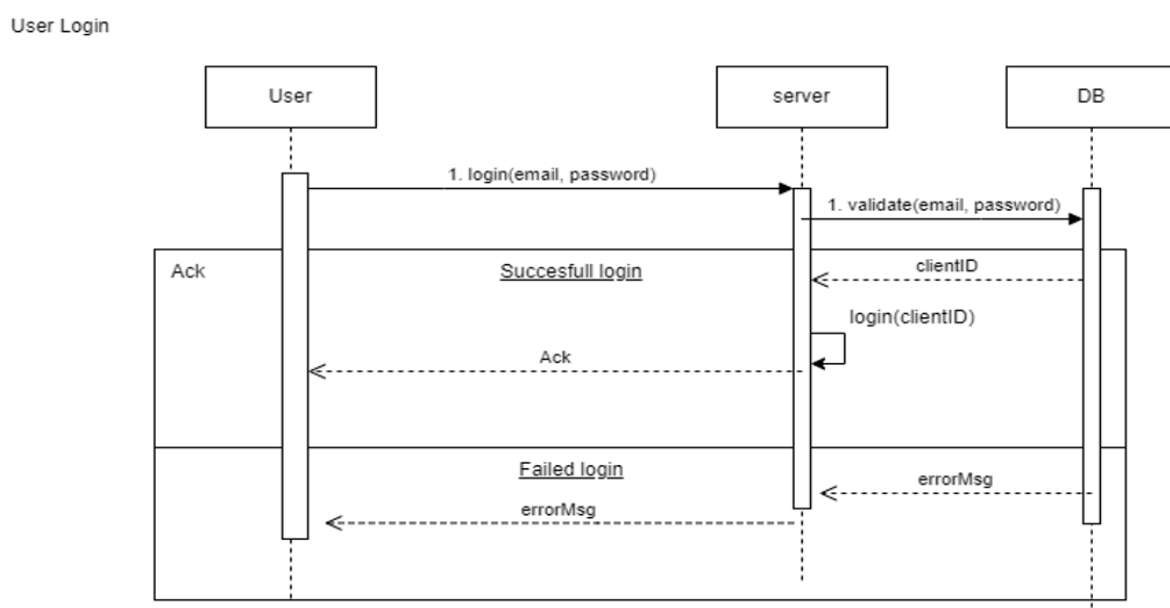 User Login
User
server
DB
1. login(email, password)
1. validate(email, password)
Ack
Succesfull login
clientID
login(clientID)
Ack
Failed login
errorMsg
errorMsg